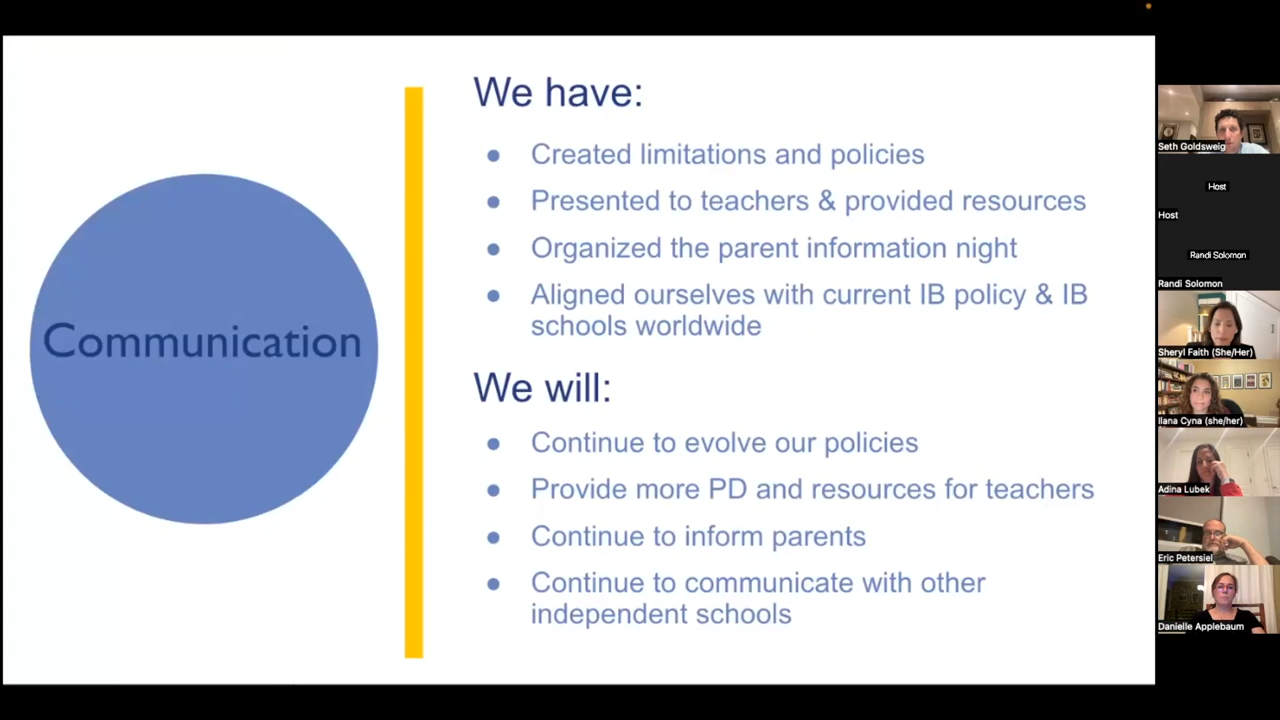 Communication
We have:
● Created limitations and policies
● Presented to teachers & provided resources
● Organized the parent information night
● Aligned ourselves with current IB policy & IB
schools worldwide
We will:
● Continue to evolve our policies
● Provide more PD and resources for teachers
● Continue to inform parents
● Continue to communicate with other
independent schools
Seth Goldsweig
Host
Host
Randi Solomon
Randi Solomon
Sheryl Faith (She/Her)
Ilana Cyna (she/her)
Adina Lubek
Eric Petersiel
Danielle Applebaum